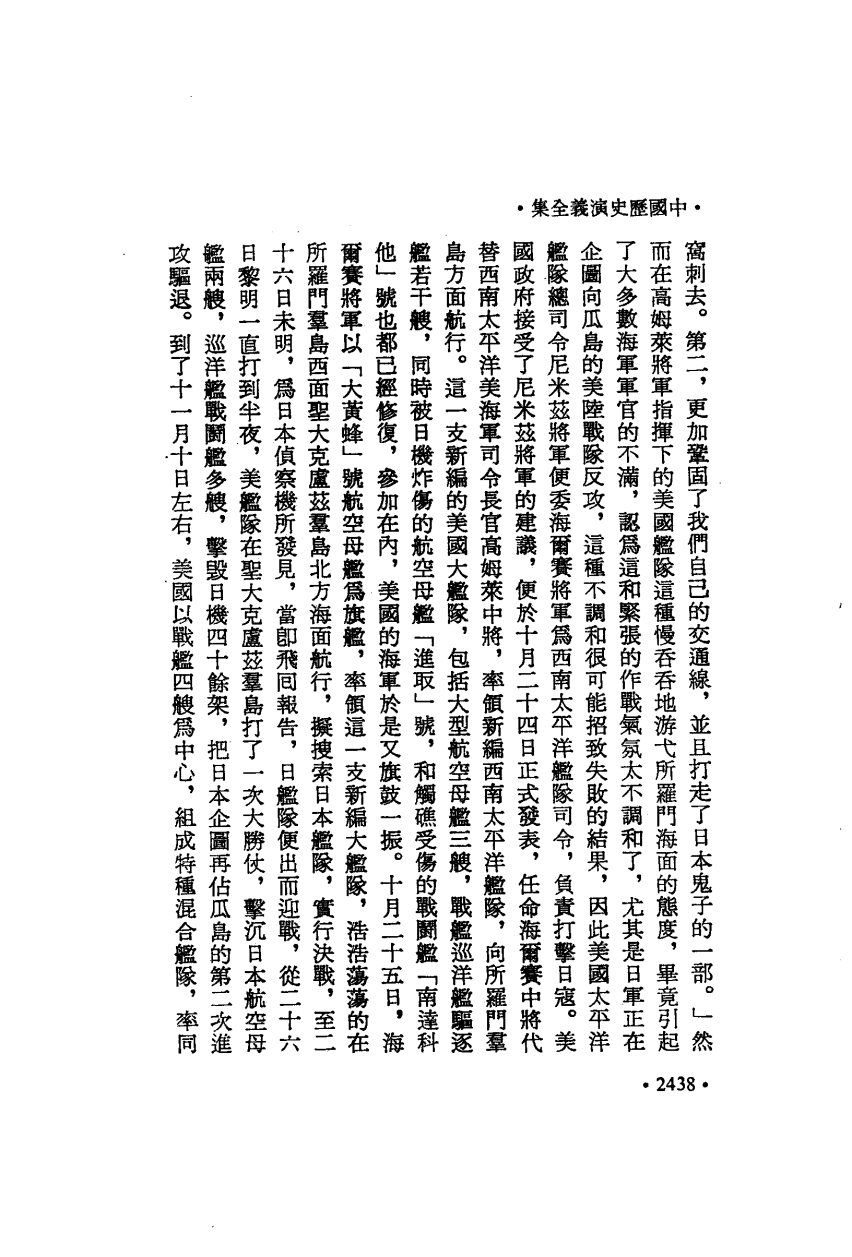 •中國歷史演義全集•
窩刺去。第二，更加鞏固了我們自己的交通線，並且打走了日本鬼子的一部。」然
而在高姆萊將軍指揮下的美國艦隊這種慢吞吞地游弋所羅門海面的態度，畢竟引起
了大多數海軍軍官的不滿，認爲這和緊張的作戰氣氛太不調和了，尤其是日軍正在
企圖向瓜島的美陸戰隊反攻，這種不調和很可能招致失敗的結果，因此美國太平洋
艦隊總司令尼米玆將軍便委海爾賽將軍爲西南太平洋艦隊司令，負責打擊日寇。美
國政府接受了尼米玆將軍的建議，便於十月二十四日正式發表，任命海爾賽中將代
替西南太平洋美海軍司令長官高姆萊中將，率領新編西南太平洋艦隊，向所羅門羣
島方面航行。這一支新編的美國大艦隊，包括大型航空母艦三艘，戰艦巡洋艦驅逐
艦若干艘，同時被日機炸傷的航空母艦「進取」號，和觸礁受傷的戰鬬艦「南達科
他」號也都已經修復，參加在內，美國的海軍於是又旗鼓一振。十月二十五日，海
爾賽將軍以「大黃蜂」號航空母艦爲旗艦，率領這一支新編大艦隊，浩浩蕩蕩的在
所羅門羣島西面聖大克盧玆羣島北方海面航行，擬搜索日本艦隊，實行決戰，至二
十六日未明，爲日本偵察機所發見，當卽飛囘報告，日艦隊便出而迎戰，從二十六
日黎明一直打到半夜，美艦隊在聖大克盧玆羣島打了一次大勝仗，擊沉日本航空母
艦兩艘，巡洋艦戰鬬艦多艘，擊毀日機四十餘架，把日本企圖再佔瓜島的第二次進
攻驅退。到了十一月十日左右，美國以戰艦四艘爲中心，組成特種混合艦隊，率同
•2438•